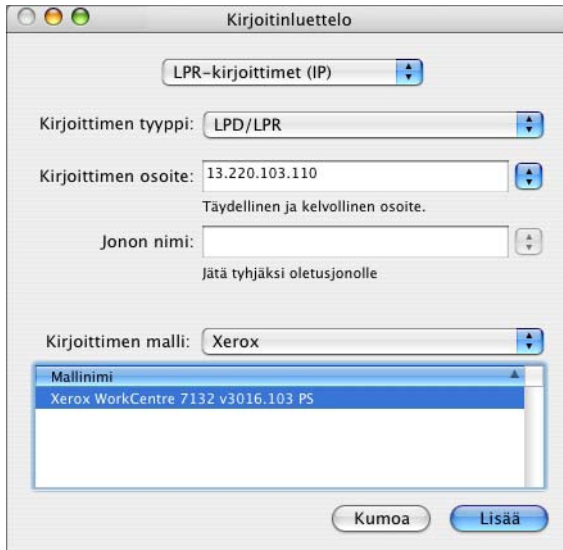 Kirjoitinluettelo
LPR-kirjoittimet (IP)
Kirjoittimen tyyppi: LPD/LPR
Kirjoittimen osoite: 13.220.103.110
Täydellinen ja kelvollinen osoite.
Jonon nimi:
Jätä tyhjäksi oletusjonolle
Kirjoittimen malli: Xerox
Mallinimi
Xerox WorkCentre 7132 v3016.103 PS
Kumoa Lisää